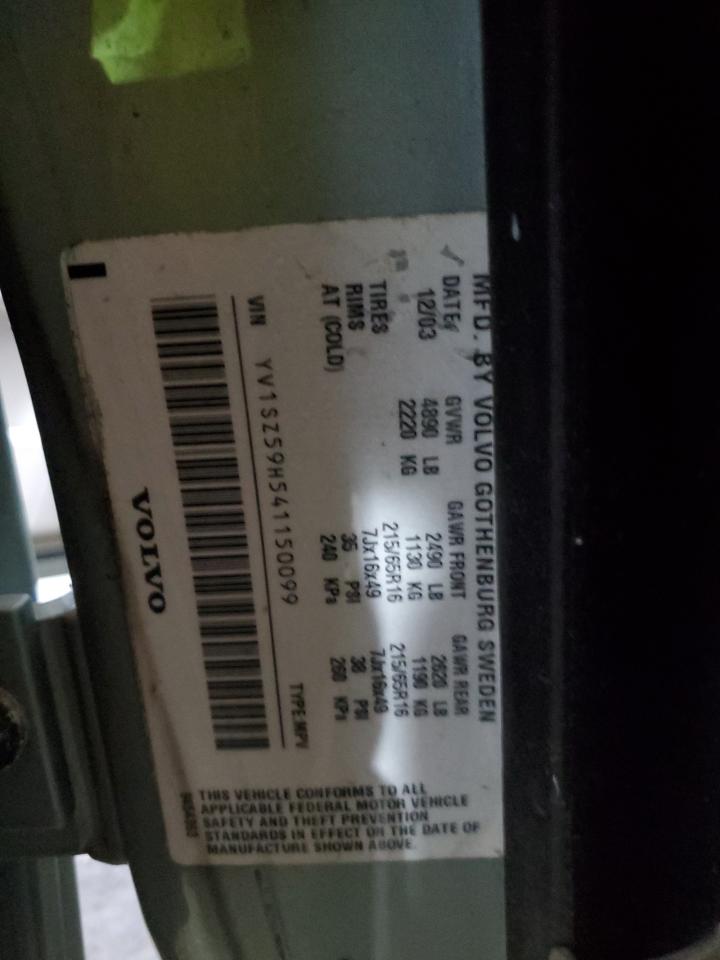 MFD. BY VOLVO GOTHENBURG SWEDEN
DATE GVWR GAWR FRONT GAWR REAR
12/03 4890 LB 2490 LB 2620 LB
2220 KG 1130 KG 1190 KG
TIRES 215/65R16 215/65R16
RIMS 7Jx16x49 7Jx16x49
AT (COLD) 35 PSI 38 PSI
240 KPa 260 KPa
VIN YV1SZ59H541150099 TYPE:MPV
VOLVO
THIS VEHICLE CONFORMS TO ALL
APPLICABLE FEDERAL MOTOR VEHICLE
SAFETY AND THEFT PREVENTION
STANDARDS IN EFFECT ON THE DATE OF
MANUFACTURE SHOWN ABOVE.